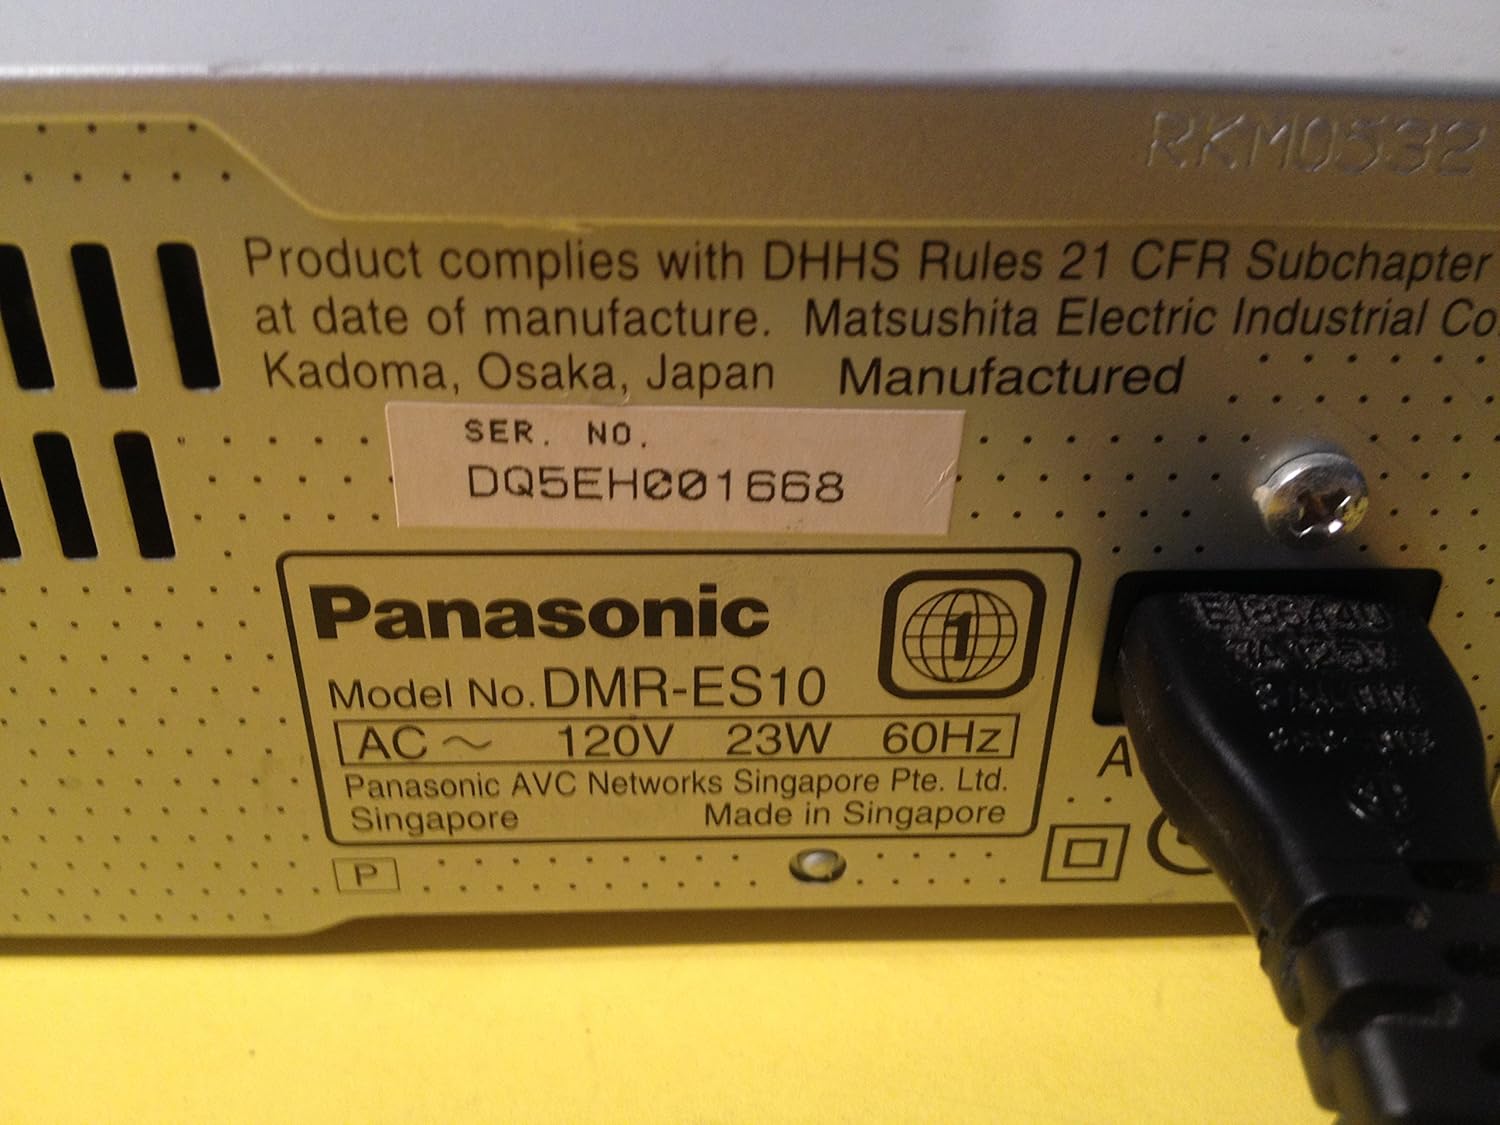 RKM0532
Product complies with DHHS Rules 21 CFR Subchapter
at date of manufacture. Matsushita Electric Industrial Co
Kadoma, Osaka, Japan Manufactured
SER. NO.
DQ5EH001668
Panasonic
1
Model No. DMR-ES10
AC ~ 120V 23W 60Hz
Panasonic AVC Networks Singapore Pte. Ltd.
Singapore Made in Singapore
P
A